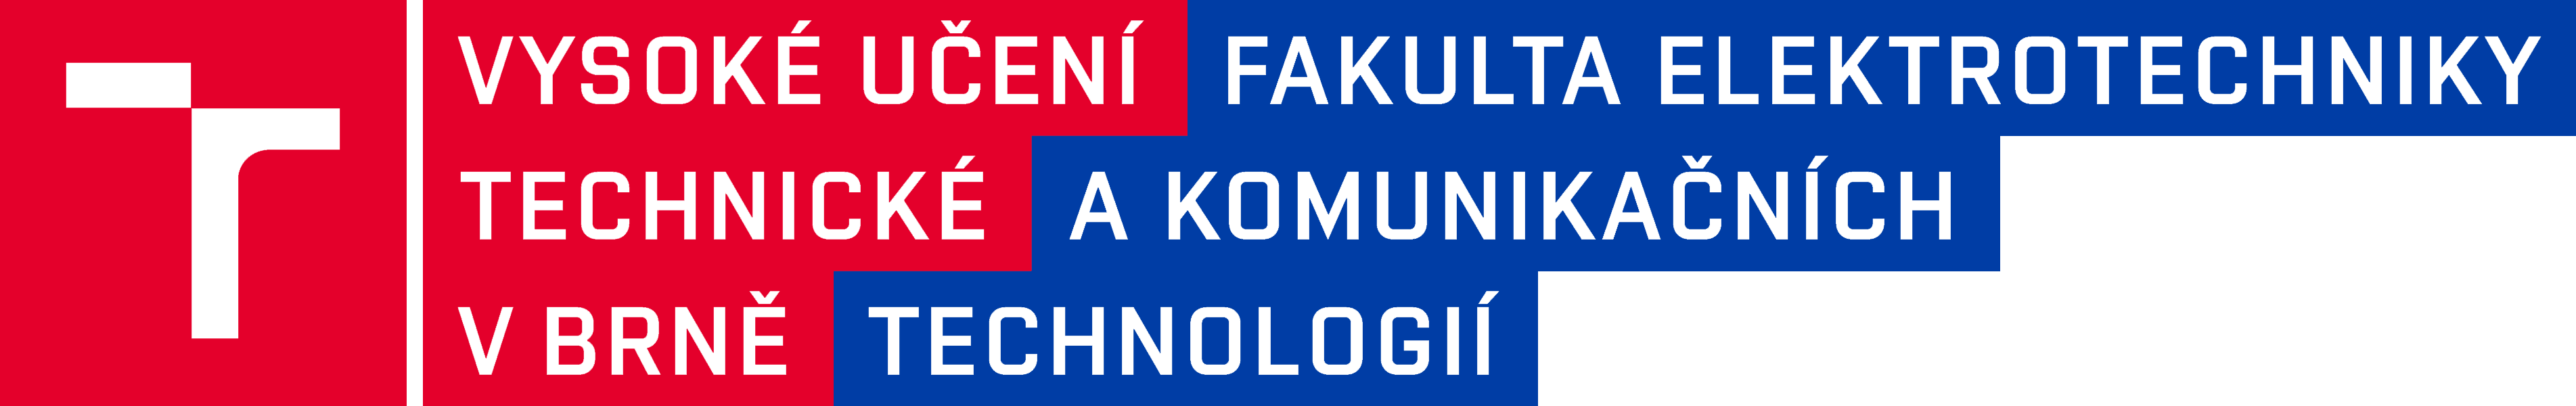 VYSOKÉ UČENÍ FAKULTA ELEKTROTECHNIKY
TECHNICKÉ A KOMUNIKAČNÍCH
V BRNĚ TECHNOLOGIÍ